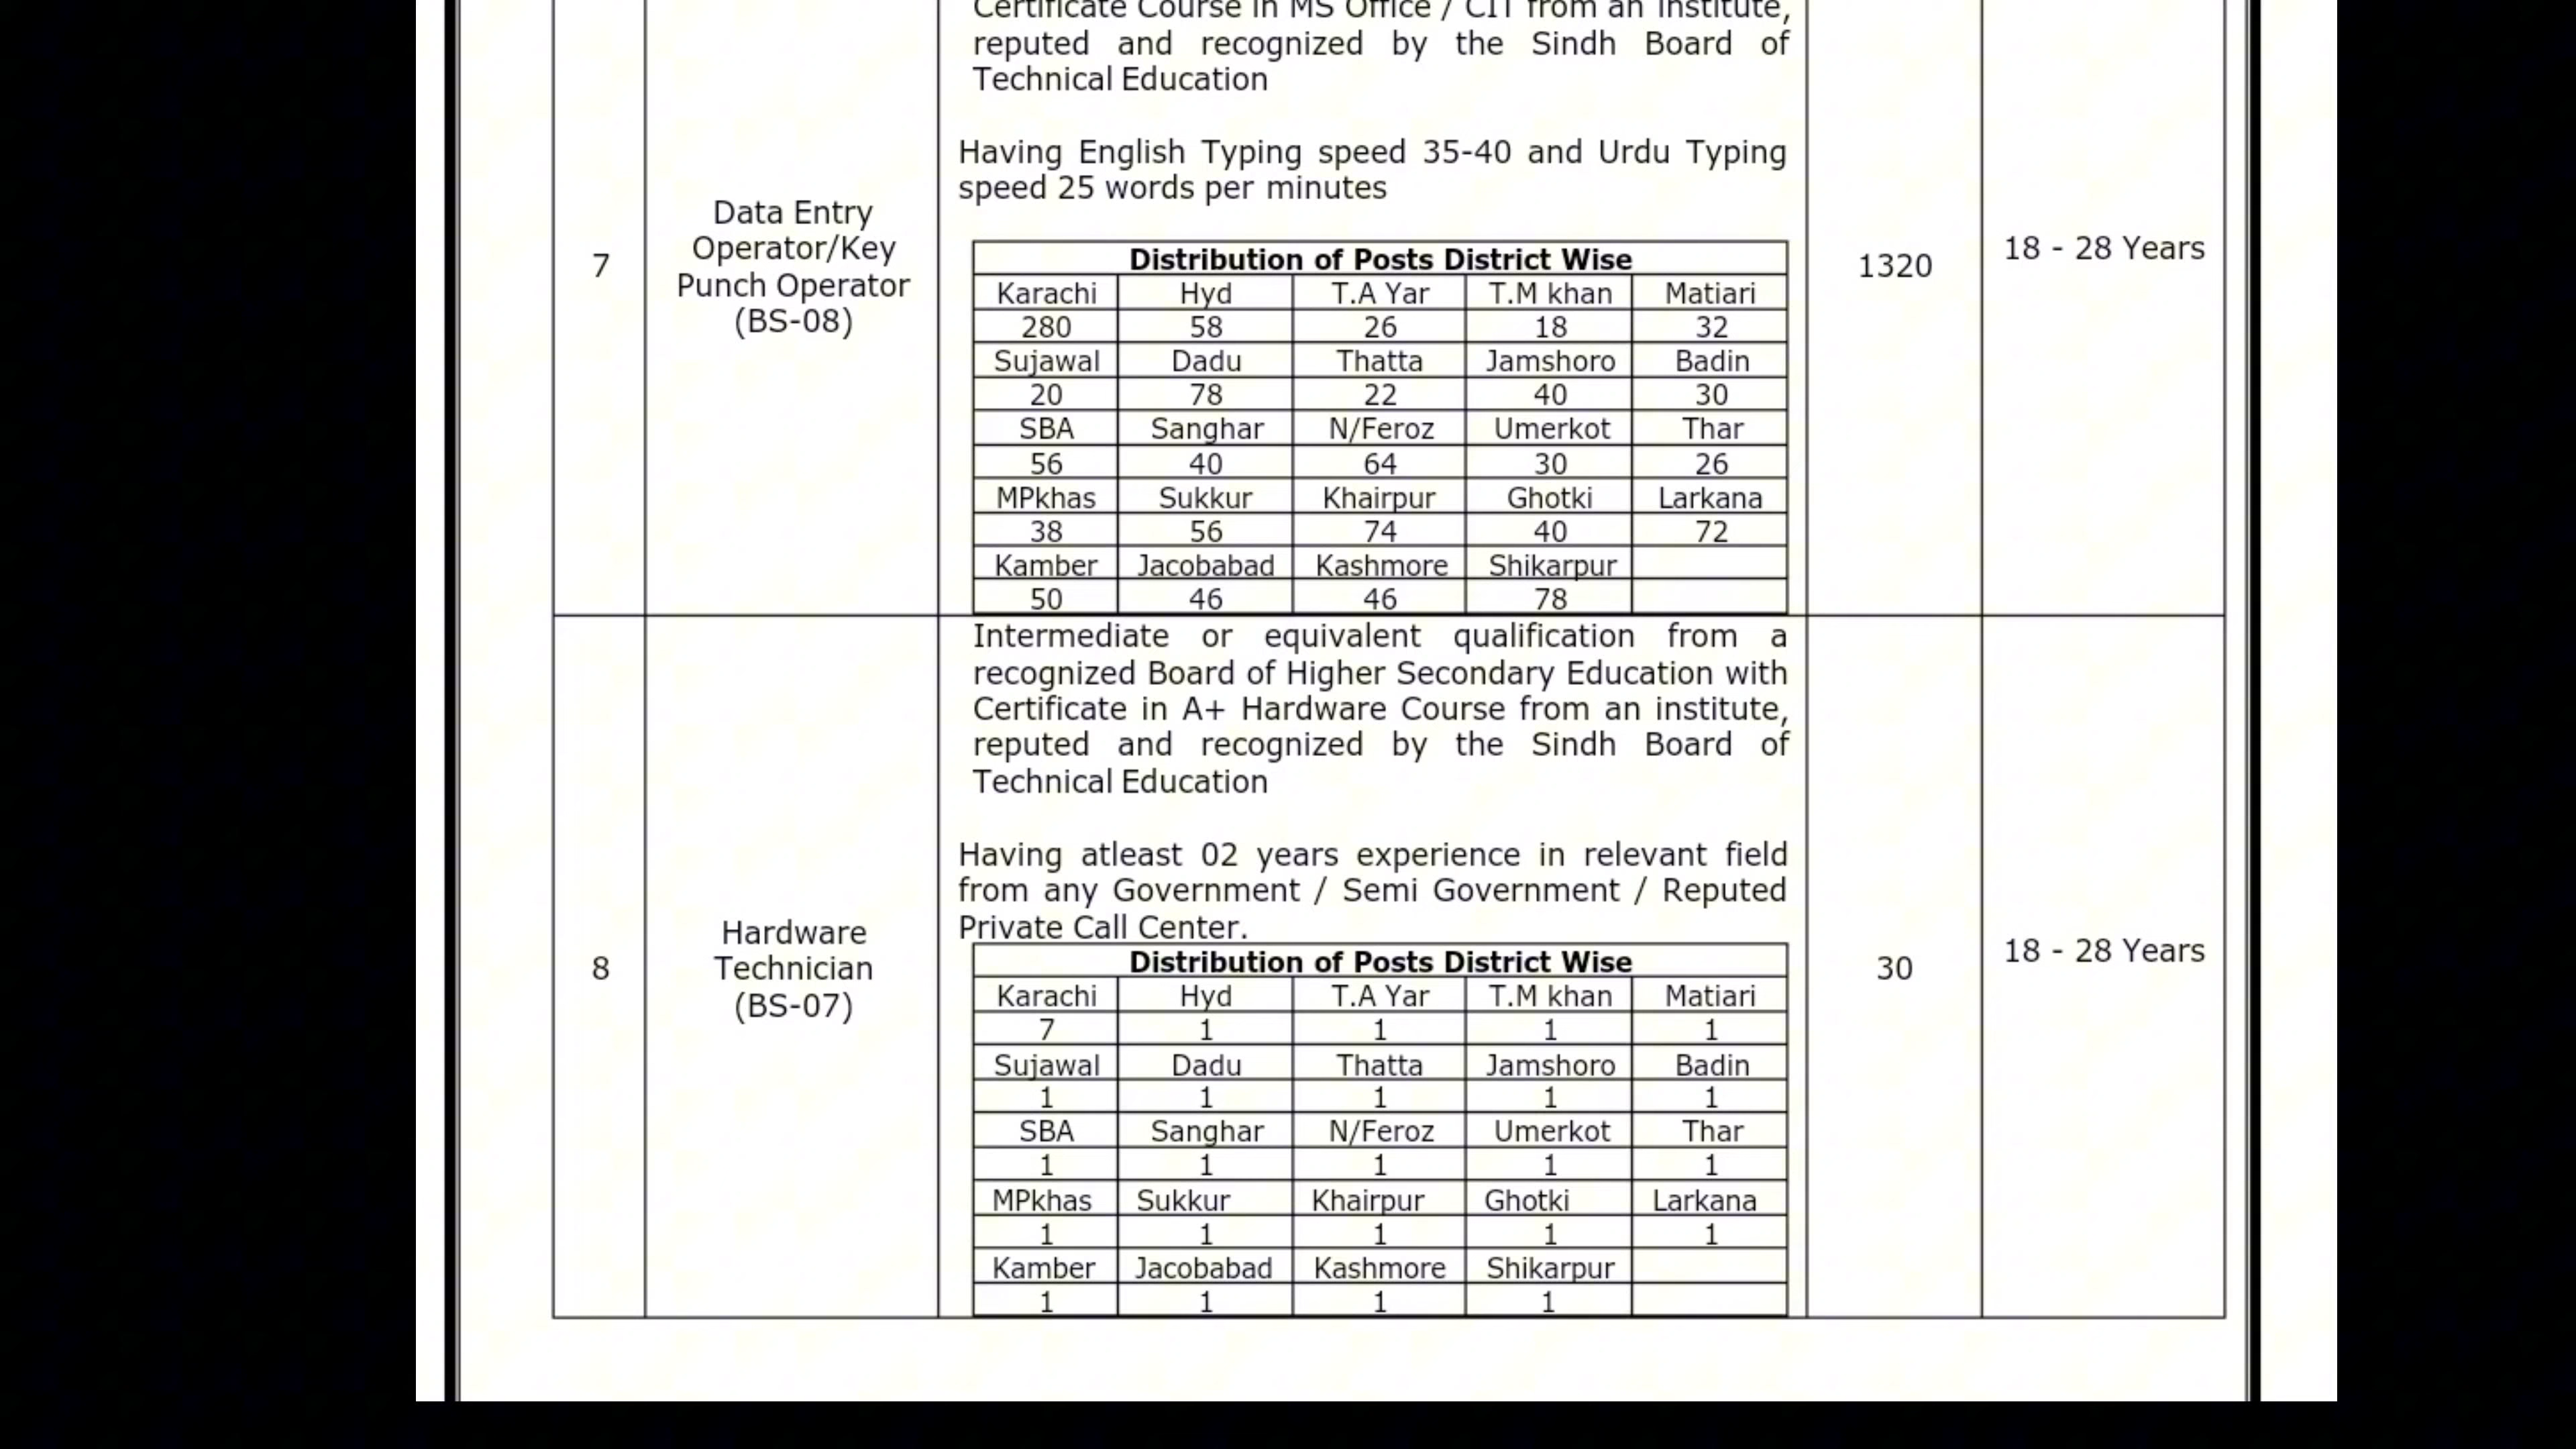 Certificate Course in MS Office / CIT from an institute,
reputed and recognized by the Sindh Board of
Technical Education
Having English Typing speed 35-40 and Urdu Typing
speed 25 words per minutes
7
Data Entry
Operator/Key
Punch Operator
(BS-08)
Distribution of Posts District Wise
Karachi Hyd T.A Yar T.M khan Matiari
280 58 26 18 32
Sujawal Dadu Thatta Jamshoro Badin
20 78 22 40 30
SBA Sanghar N/Feroz Umerkot Thar
56 40 64 30 26
MPkhas Sukkur Khairpur Ghotki Larkana
38 56 74 40 72
Kamber Jacobabad Kashmore Shikarpur
50 46 46 78
1320
18 - 28 Years
8
Hardware
Technician
(BS-07)
Intermediate or equivalent qualification from a
recognized Board of Higher Secondary Education with
Certificate in A+ Hardware Course from an institute,
reputed and recognized by the Sindh Board of
Technical Education
Having atleast 02 years experience in relevant field
from any Government / Semi Government / Reputed
Private Call Center.
Distribution of Posts District Wise
Karachi Hyd T.A Yar T.M khan Matiari
7 1 1 1 1
Sujawal Dadu Thatta Jamshoro Badin
1 1 1 1 1
SBA Sanghar N/Feroz Umerkot Thar
1 1 1 1 1
MPkhas Sukkur Khairpur Ghotki Larkana
1 1 1 1 1
Kamber Jacobabad Kashmore Shikarpur
1 1 1 1
30
18 - 28 Years